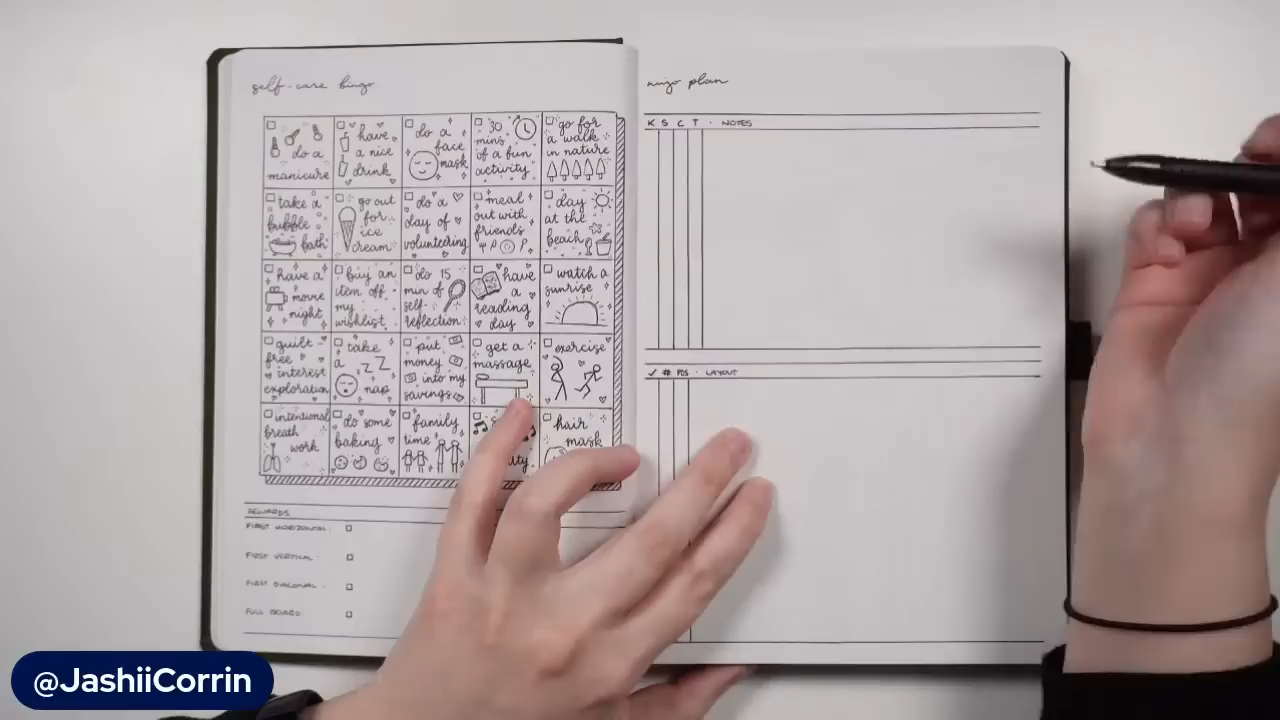 self-care bingo
do a
manicure
have
a nice
drink
do a
face
mask
30
mins
of a fun
activity
go for
a walk
in nature
take a
bubble
bath
go out
for
ice
cream
do a
day of
volunteering
meal
out with
friends
day
at the
beach
have a
movie
night
buy an
item off
my
wishlist
do 15
min of
self-
reflection
have
a
reading
day
watch a
sunrise
guilt
free
interest
exploration
take
a
nap
put
money
into my
savings
get a
massage
exercise
intentional
breath
work
do some
baking
family
time
hair
mask
REWARDS
FIRST HORIZONTAL:
FIRST VERTICAL:
FIRST DIAGONAL:
FULL BOARD:
migo plan
K S C T · NOTES
✓ # POS · LAYOUT
@JashiiCorrin